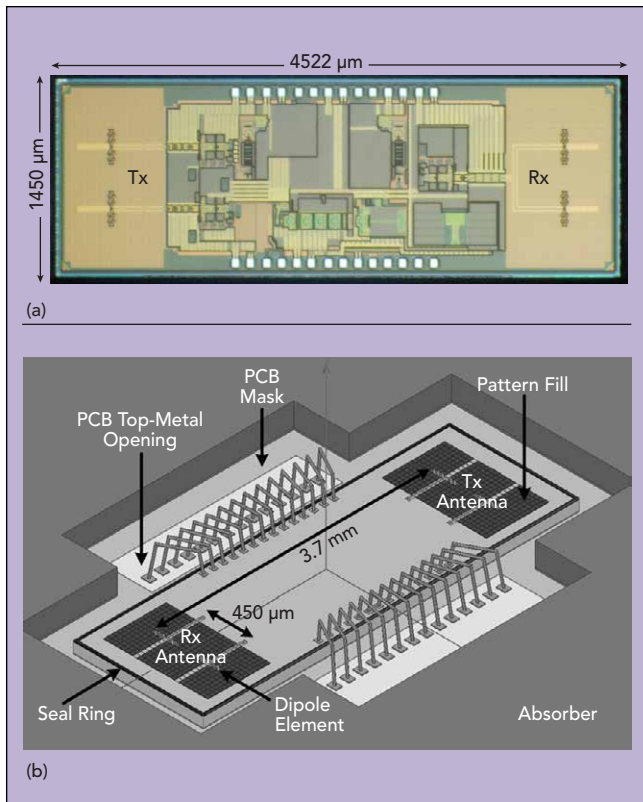 4522 µm
1450 µm
Tx
Rx
(a)
PCB
Mask
Pattern Fill
PCB Top-Metal
Opening
Tx
Antenna
3.7 mm
450 µm
Rx
Antenna
Seal Ring
Dipole
Element
Absorber
(b)